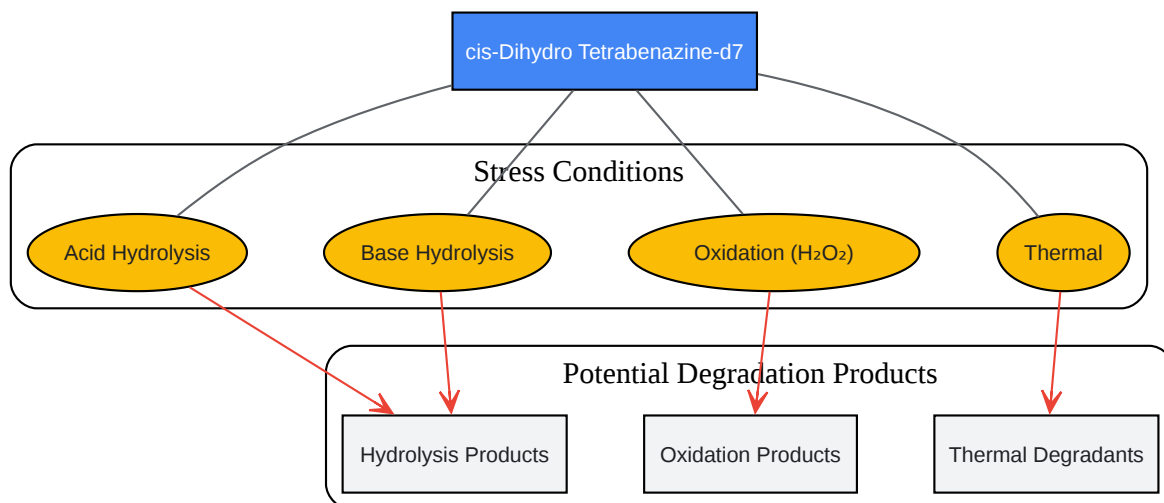 cis-Dihydro Tetrabenazine-d7
Stress Conditions
Acid Hydrolysis
Base Hydrolysis
Oxidation (H₂O₂)
Thermal
Potential Degradation Products
Hydrolysis Products
Oxidation Products
Thermal Degradants